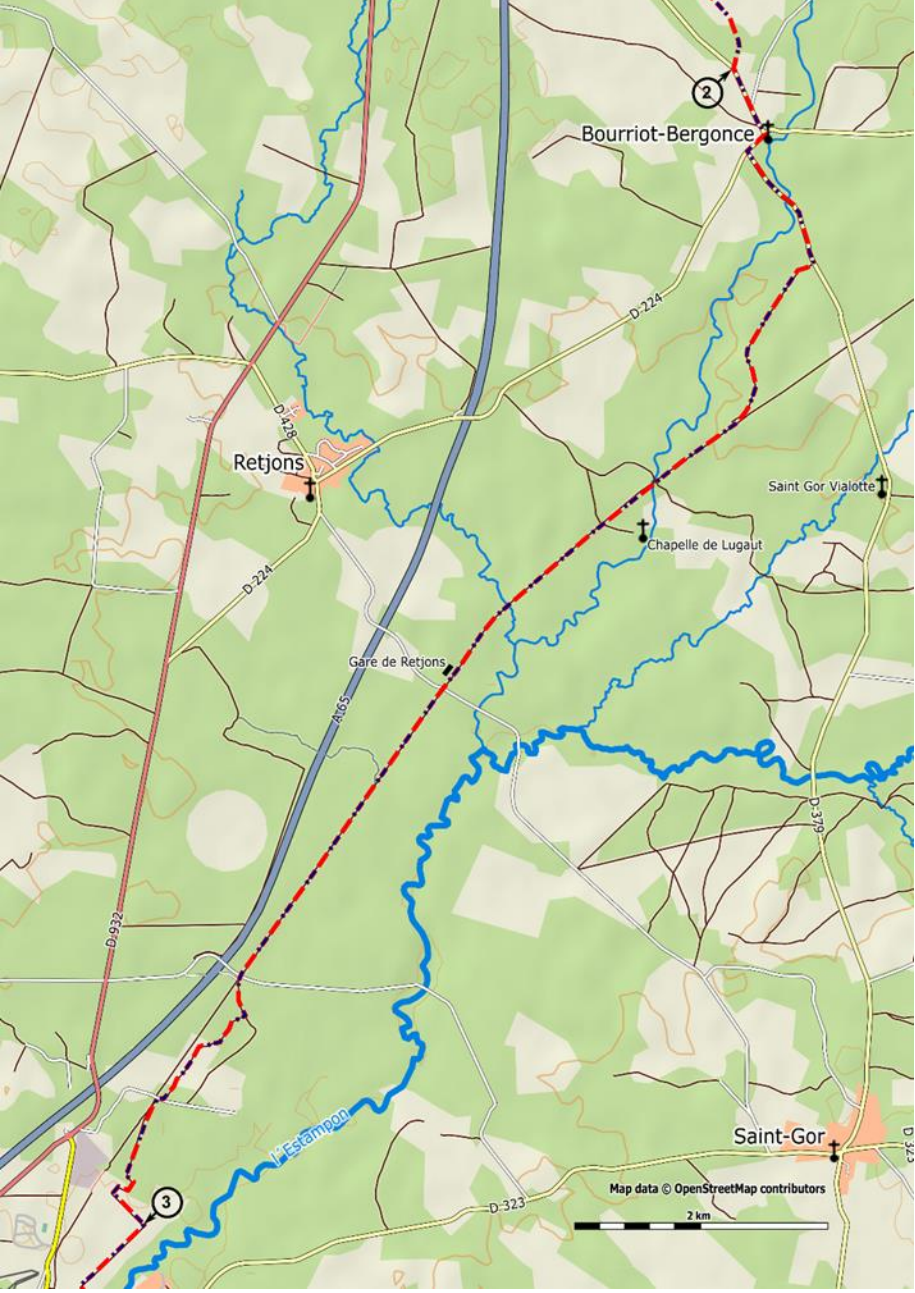 2
Bourriot-Bergonce
D-224
D-428
Retjons
Saint Gor Vialotte
Chapelle de Lugaut
D-224
Gare de Retjons
A 65
D-379
D-932
l'Estampon
Saint-Gor
D-323
3
Map data © OpenStreetMap contributors
D-323
2 km